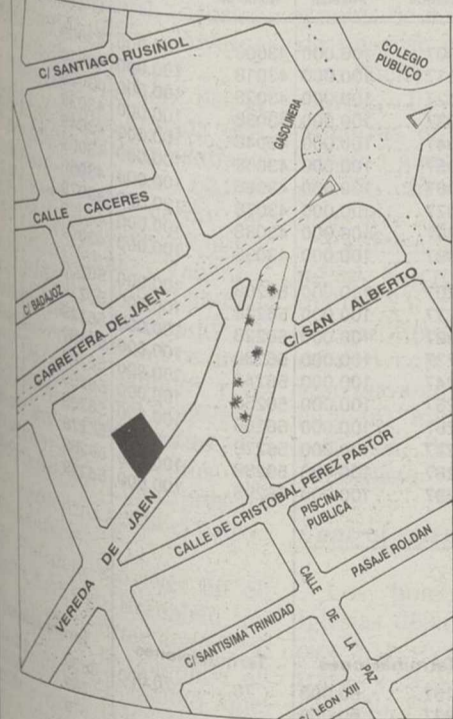 C/ SANTIAGO RUSIÑOL
COLEGIO
PUBLICO
GASOLINERA
CALLE CACERES
C/ BADAJOZ
CARRETERA DE JAEN
C/ SAN ALBERTO
CALLE DE CRISTOBAL PEREZ PASTOR
PISCINA
PUBLICA
VEREDA DE JAEN
PASAJE ROLDAN
CALLE DE LA PAZ
C/ SANTISIMA TRINIDAD
C/ LEON XIII